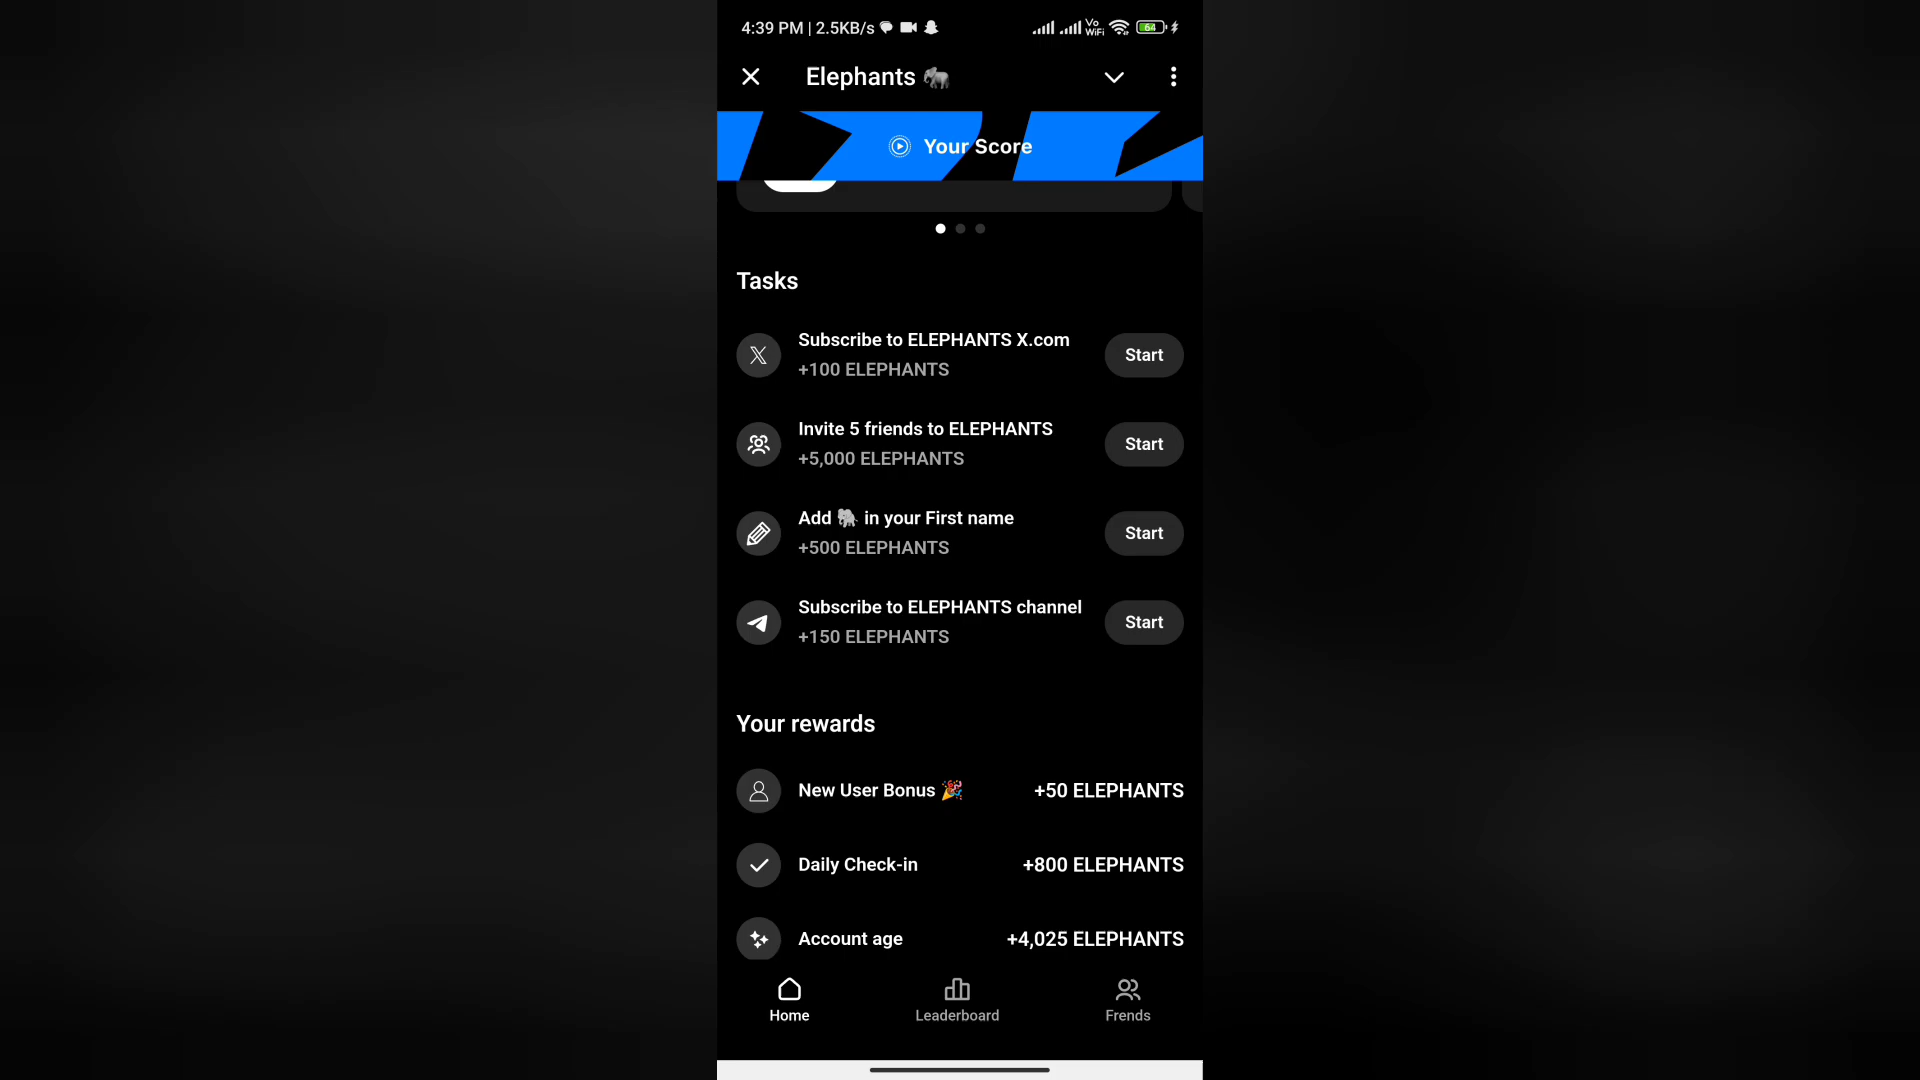 4:39 PM | 2.5KB/s
Vo
WiFi
64
Elephants 🐘
Your Score
Tasks
Subscribe to ELEPHANTS X.com
+100 ELEPHANTS
Start
Invite 5 friends to ELEPHANTS
+5,000 ELEPHANTS
Start
Add 🐘 in your First name
+500 ELEPHANTS
Start
Subscribe to ELEPHANTS channel
+150 ELEPHANTS
Start
Your rewards
New User Bonus 🎉 +50 ELEPHANTS
Daily Check-in +800 ELEPHANTS
Account age +4,025 ELEPHANTS
Home Leaderboard Frends